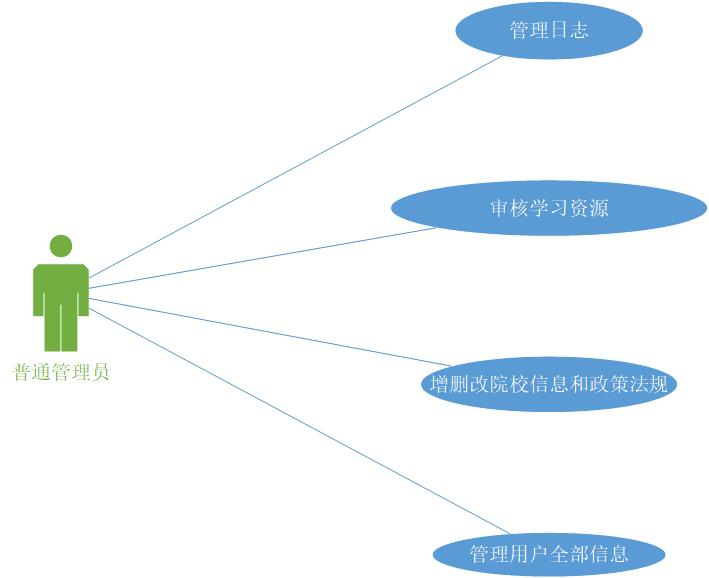 管理日志
审核学习资源
普通管理员
增删改院校信息和政策法规
管理用户全部信息